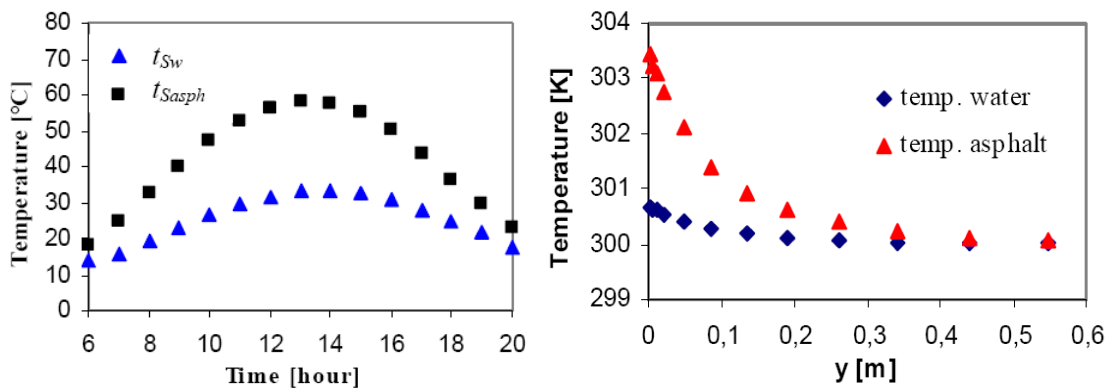 80
70
60
50
40
30
20
10
0
Temperature [°C]
t_Sw
t_Sasph
6 8 10 12 14 16 18 20
Time [hour]
304
303
302
301
300
299
Temperature [K]
temp. water
temp. asphalt
0 0,1 0,2 0,3 0,4 0,5 0,6
y [m]